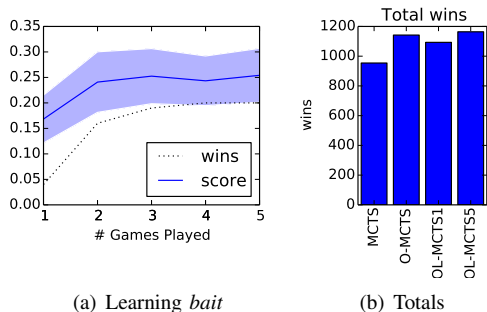 0.35
0.30
0.25
0.20
0.15
0.10
0.05
0.00
wins
score
1 2 3 4 5
# Games Played
(a) Learning bait
Total wins
1200
1000
800
600
400
200
0
wins
MCTS
O-MCTS
OL-MCTS1
OL-MCTS5
(b) Totals